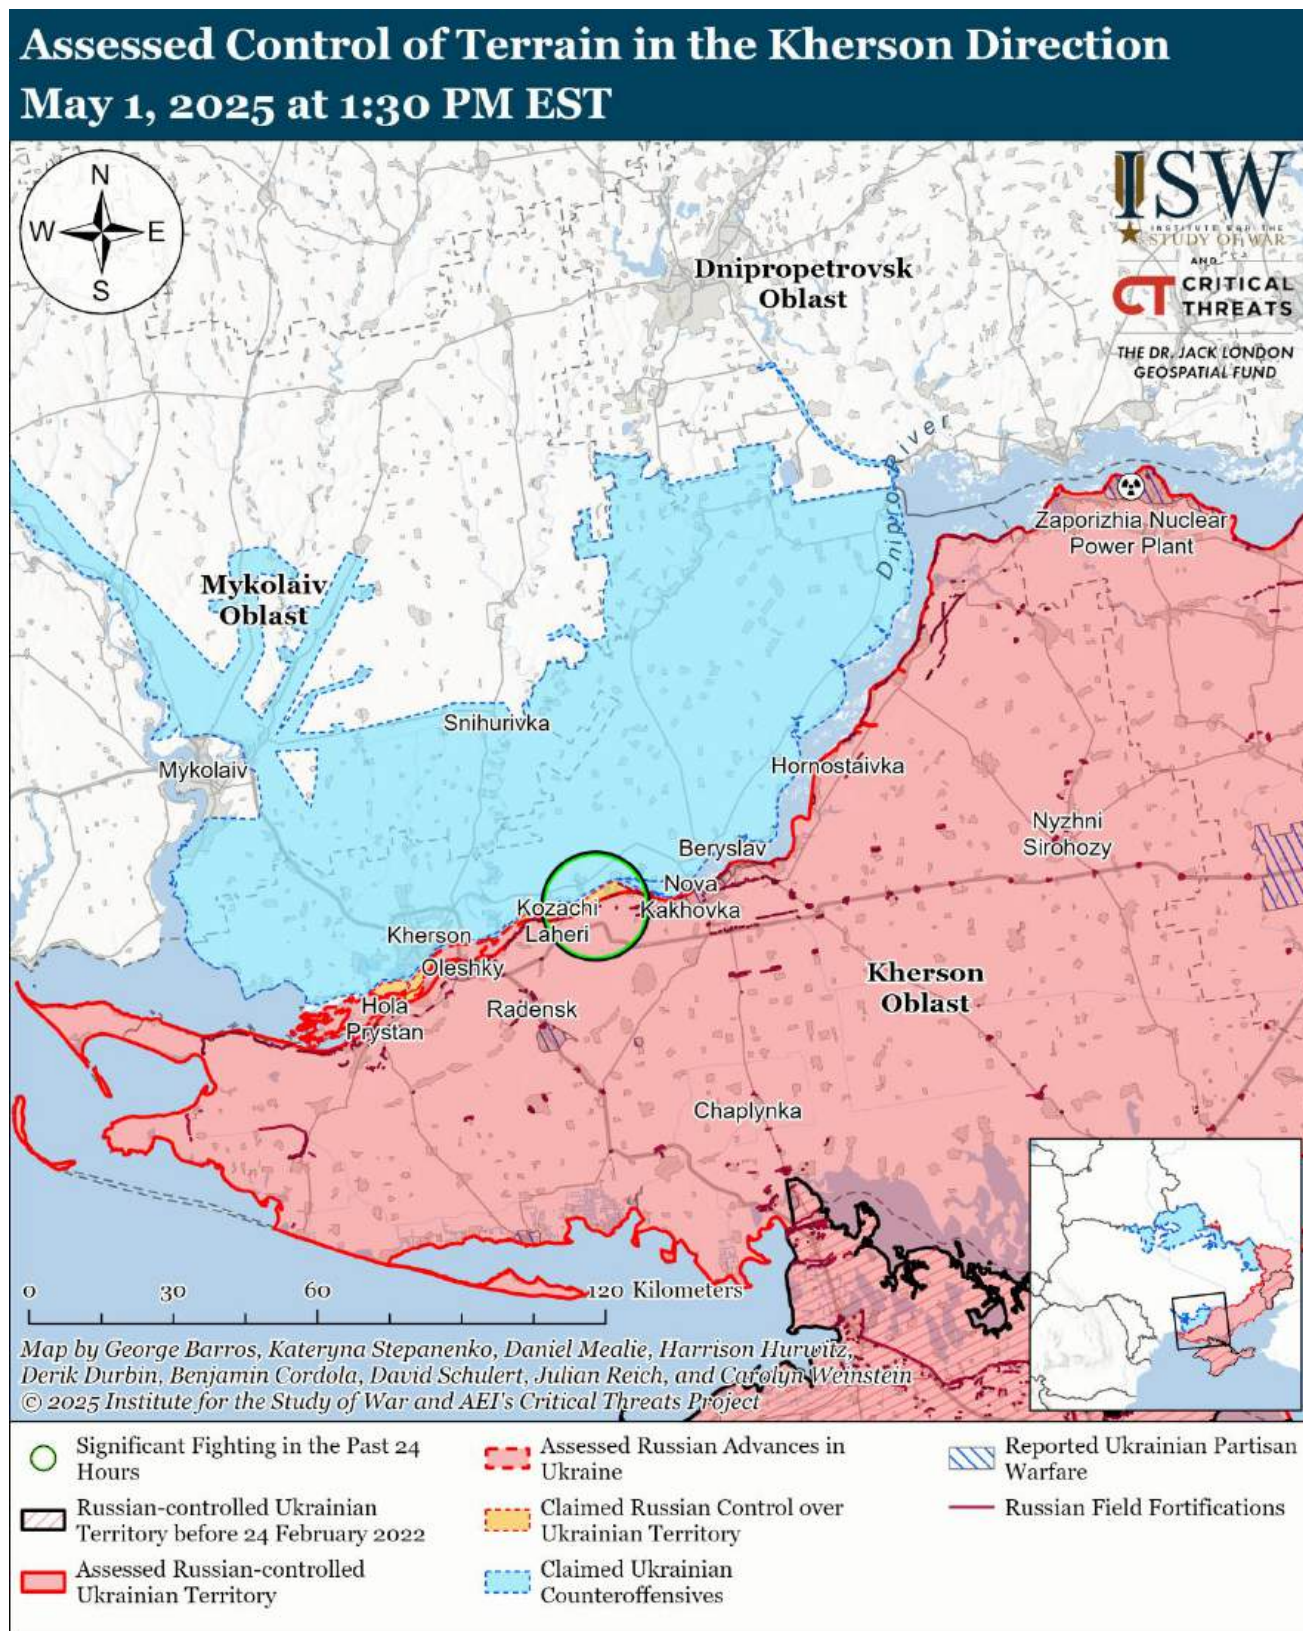 Assessed Control of Terrain in the Kherson Direction
May 1, 2025 at 1:30 PM EST
N
W E
S
ISW
INSTITUTE FOR THE
STUDY OF WAR
AND
CT CRITICAL
THREATS
THE DR. JACK LONDON
GEOSPATIAL FUND
Dnipropetrovsk
Oblast
Dnipro River
Zaporizhia Nuclear
Power Plant
Mykolaiv
Oblast
Snihurivka
Mykolaiv
Hornostaivka
Nyzhni
Sirohozy
Beryslav
Nova
Kakhovka
Kozachi
Laheri
Kherson
Oleshky
Kherson
Oblast
Hola
Prystan
Radensk
Chaplynka
0 30 60 120 Kilometers
Map by George Barros, Kateryna Stepanenko, Daniel Mealie, Harrison Hurwitz,
Derik Durbin, Benjamin Cordola, David Schulert, Julian Reich, and Carolyn Weinstein
© 2025 Institute for the Study of War and AEI's Critical Threats Project
Significant Fighting in the Past 24
Hours
Russian-controlled Ukrainian
Territory before 24 February 2022
Assessed Russian-controlled
Ukrainian Territory
Assessed Russian Advances in
Ukraine
Claimed Russian Control over
Ukrainian Territory
Claimed Ukrainian
Counteroffensives
Reported Ukrainian Partisan
Warfare
Russian Field Fortifications